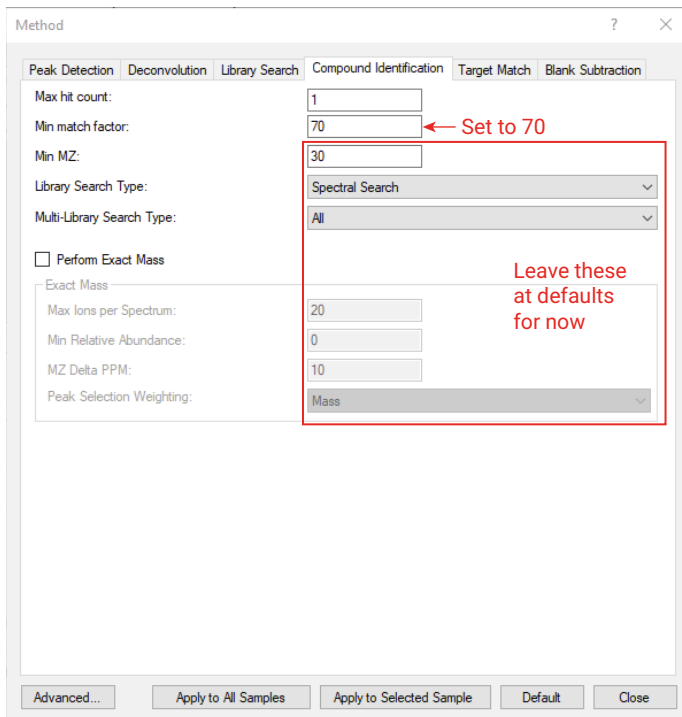 Method ? ×
Peak Detection Deconvolution Library Search Compound Identification Target Match Blank Subtraction
Max hit count: 1
Min match factor: 70 Set to 70
Min MZ: 30
Library Search Type: Spectral Search
Multi-Library Search Type: All
Perform Exact Mass
Exact Mass
Max Ions per Spectrum: 20
Min Relative Abundance: 0
MZ Delta PPM: 10
Peak Selection Weighting: Mass
Leave these
at defaults
for now
Advanced... Apply to All Samples Apply to Selected Sample Default Close